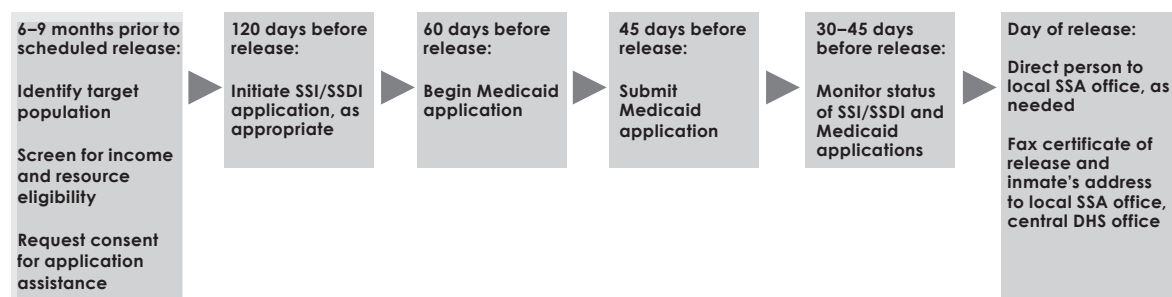 6–9 months prior to
scheduled release:
Identify target
population
Screen for income
and resource
eligibility
Request consent
for application
assistance
120 days before
release:
Initiate SSI/SSDI
application, as
appropriate
60 days before
release:
Begin Medicaid
application
45 days before
release:
Submit
Medicaid
application
30–45 days
before release:
Monitor status
of SSI/SSDI and
Medicaid
applications
Day of release:
Direct person to
local SSA office, as
needed
Fax certificate of
release and
inmate’s address
to local SSA office,
central DHS office